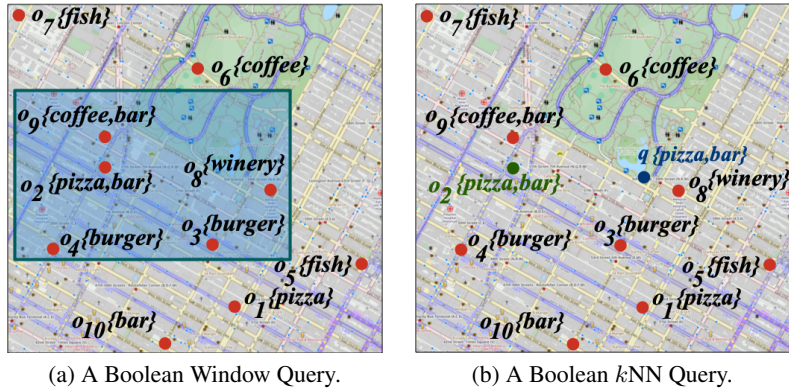 o7{fish}
o6{coffee}
o9{coffee,bar}
o2{pizza,bar}
o8{winery}
o4{burger}
o3{burger}
o5{fish}
o1{pizza}
o10{bar}
(a) A Boolean Window Query.
o7{fish}
o6{coffee}
o9{coffee,bar}
q{pizza,bar}
o2{pizza,bar}
o8{winery}
o4{burger}
o3{burger}
o5{fish}
o1{pizza}
o10{bar}
(b) A Boolean kNN Query.